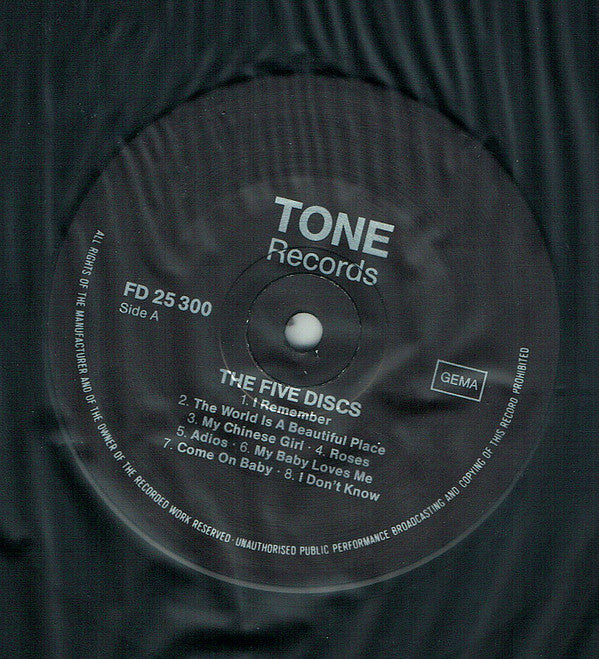 TONE
Records
FD 25 300
Side A
GEMA
THE FIVE DISCS
1. I Remember
2. The World Is A Beautiful Place
3. My Chinese Girl · 4. Roses
5. Adios · 6. My Baby Loves Me
7. Come On Baby · 8. I Don't Know
ALL RIGHTS OF THE MANUFACTURER AND OF THE OWNER OF THE RECORDED WORK RESERVED · UNAUTHORISED PUBLIC PERFORMANCE BROADCASTING AND COPYING OF THIS RECORD PROHIBITED